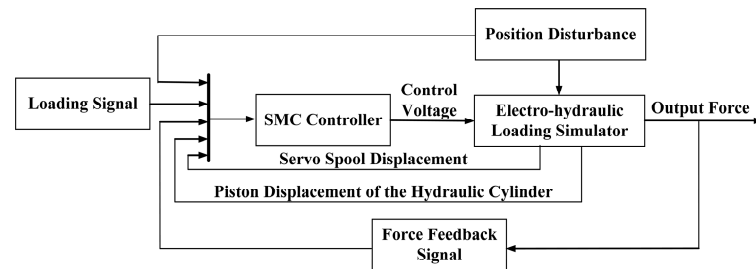 Position Disturbance
Loading Signal
SMC Controller
Control
Voltage
Electro-hydraulic
Loading Simulator
Output Force
Servo Spool Displacement
Piston Displacement of the Hydraulic Cylinder
Force Feedback
Signal